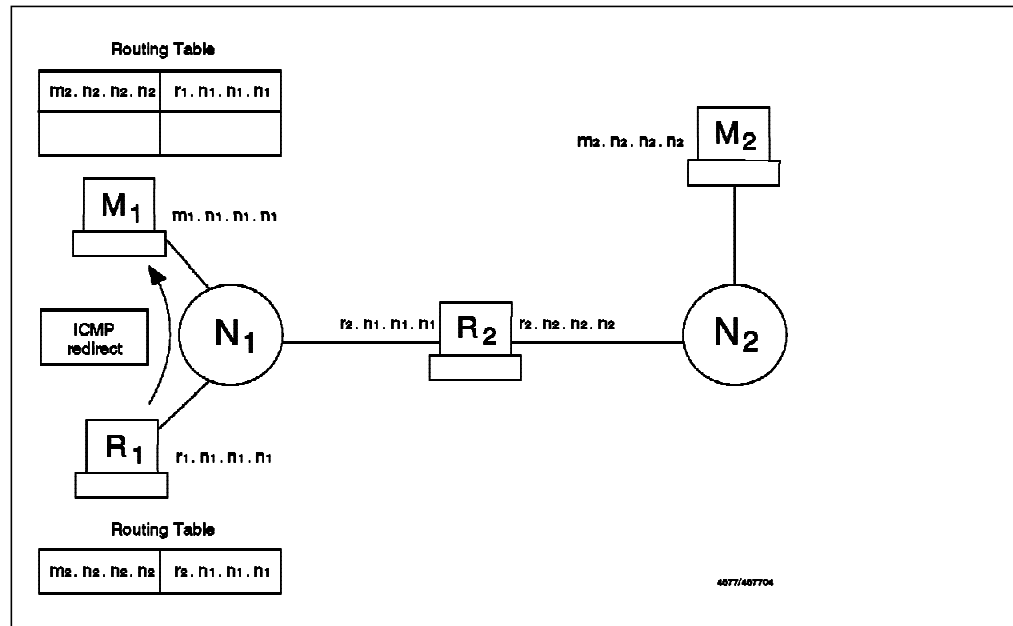 Routing Table
m2. n2. n2. n2 r1. n1. n1. n1
M2
m2. n2. n2. n2
M1
m1. n1. n1. n1
ICMP
redirect
N1
r2. n1. n1. n1
R2
r2. n2. n2. n2
N2
R1
r1. n1. n1. n1
Routing Table
m2. n2. n2. n2 r2. n1. n1. n1
4577/457704